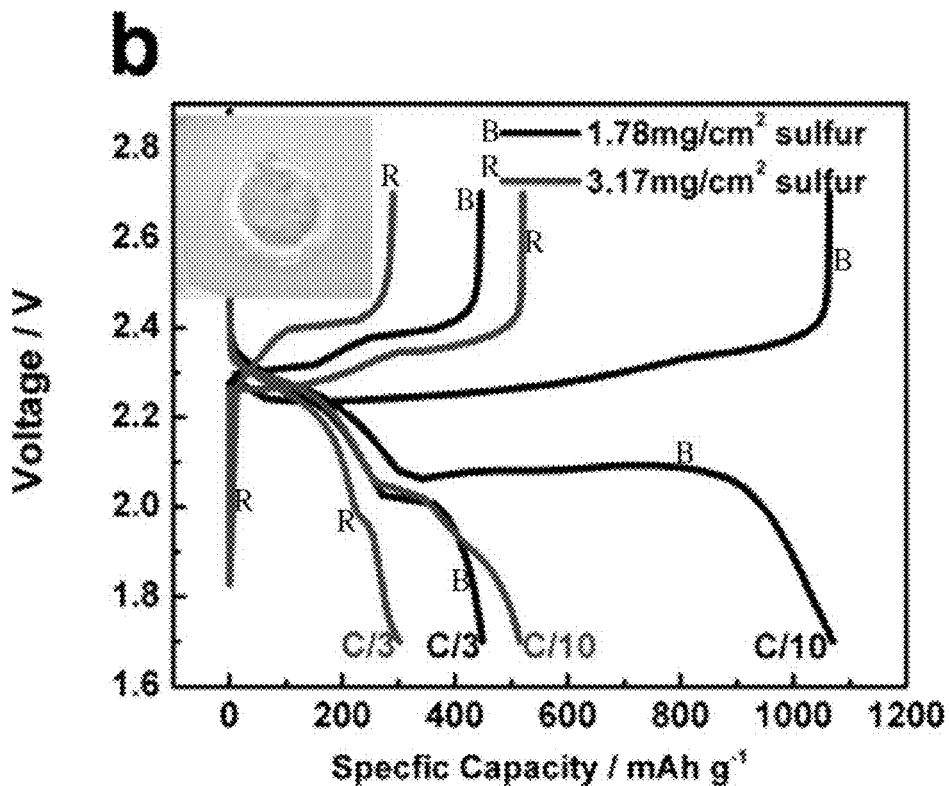 b
B 1.78mg/cm² sulfur
R 3.17mg/cm² sulfur
R
B
R
B
2.8
2.6
2.4
2.2
2.0
1.8
1.6
Voltage / V
R
R
B
B
C/3
C/3
C/10
C/10
0
200
400
600
800
1000
1200
Specfic Capacity / mAh g⁻¹